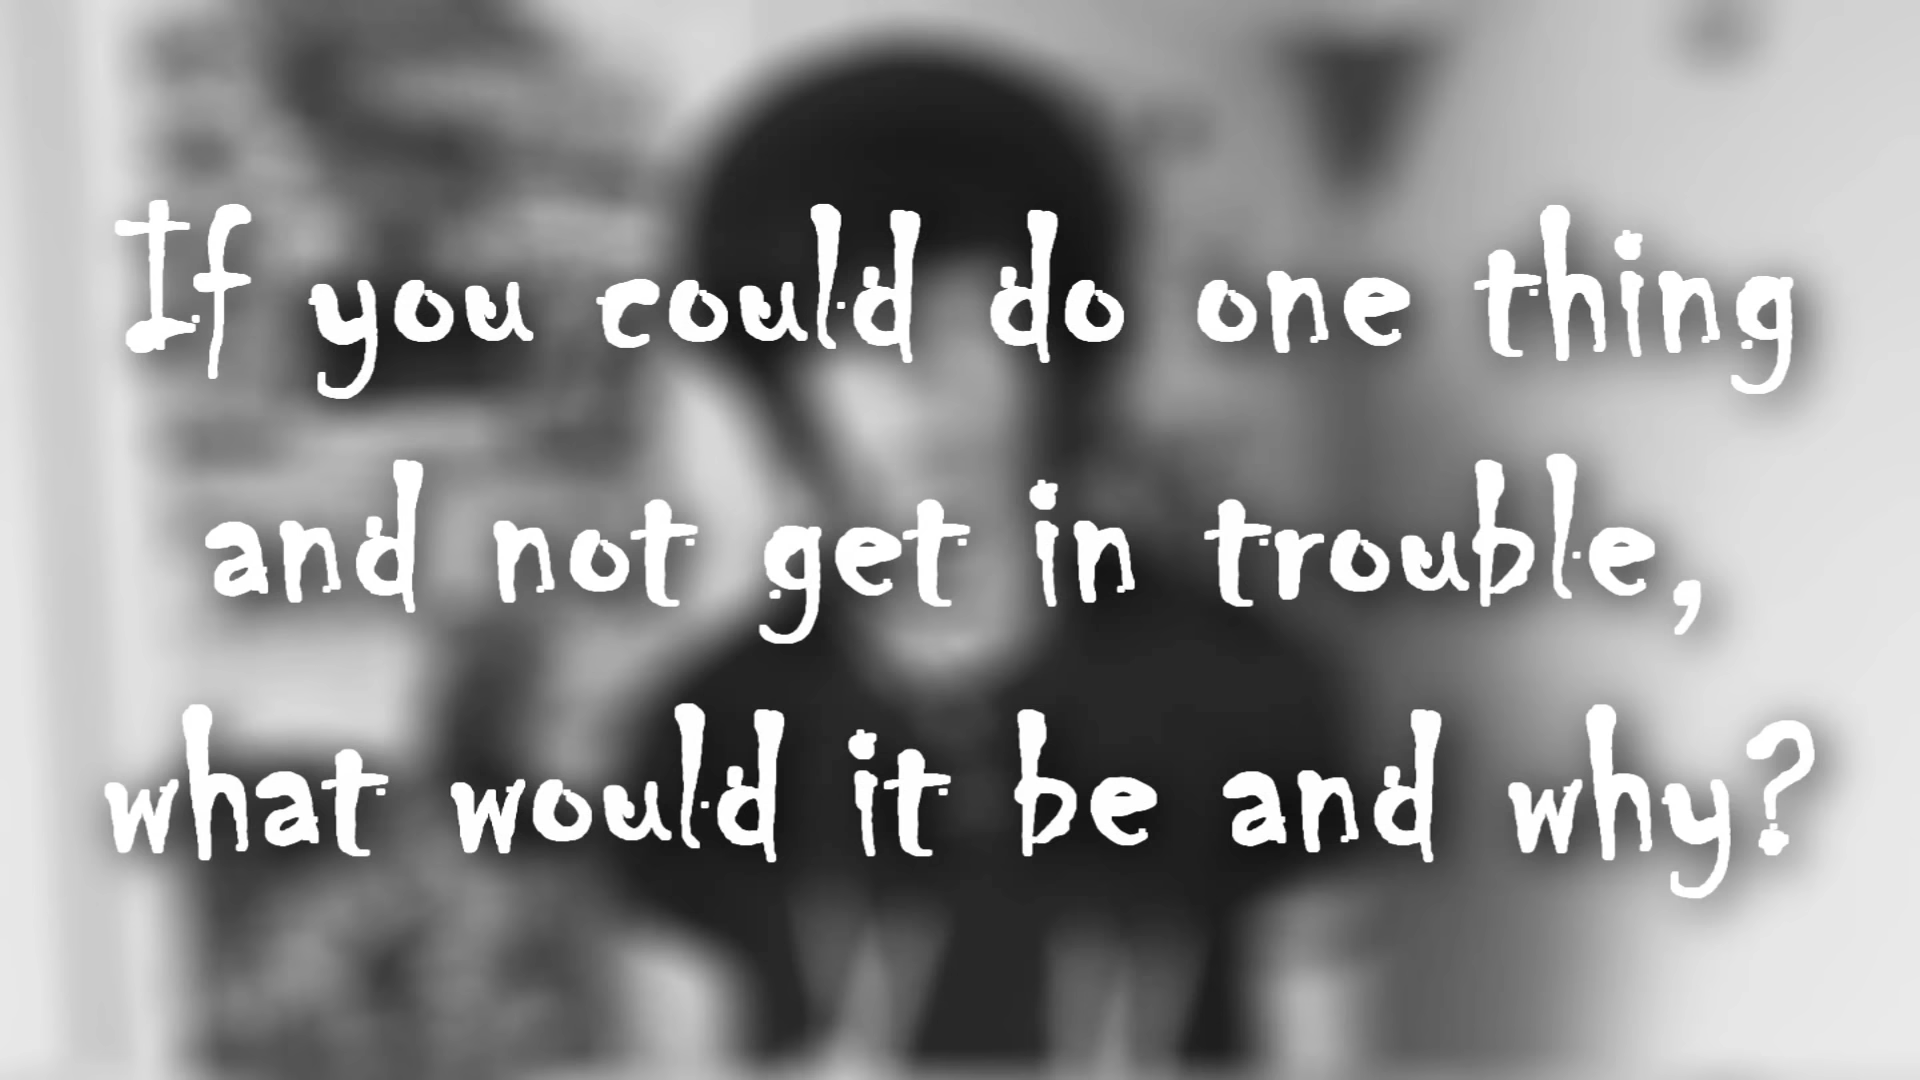 If you could do one thing
and not get in trouble,
what would it be and why?